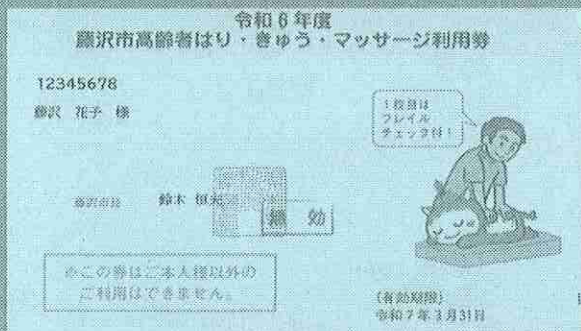 令和6年度
藤沢市高齢者はり・きゅう・マッサージ利用券
12345678
藤沢 花子 様
1枚目は
フレイル
チェック付!
藤沢市長 鈴木 恒夫
無 効
※この券はご本人様以外の
ご利用はできません。
(有効期限)
令和7年3月31日